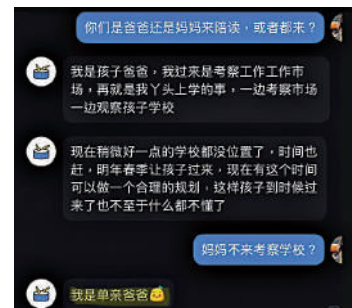 你们是爸爸还是妈妈来陪读，或者都来？
我是孩子爸爸，我过来是考察工作工作市
场，再就是我丫头上学的事，一边考察市场
一边观察孩子学校
现在稍微好一点的学校都没位置了，时间也
赶，明年春季让孩子过来，现在有这个时间
可以做一个合理的规划，这样孩子到时候过
来了也不至于什么都不懂了
妈妈不来考察学校？
我是单亲爸爸